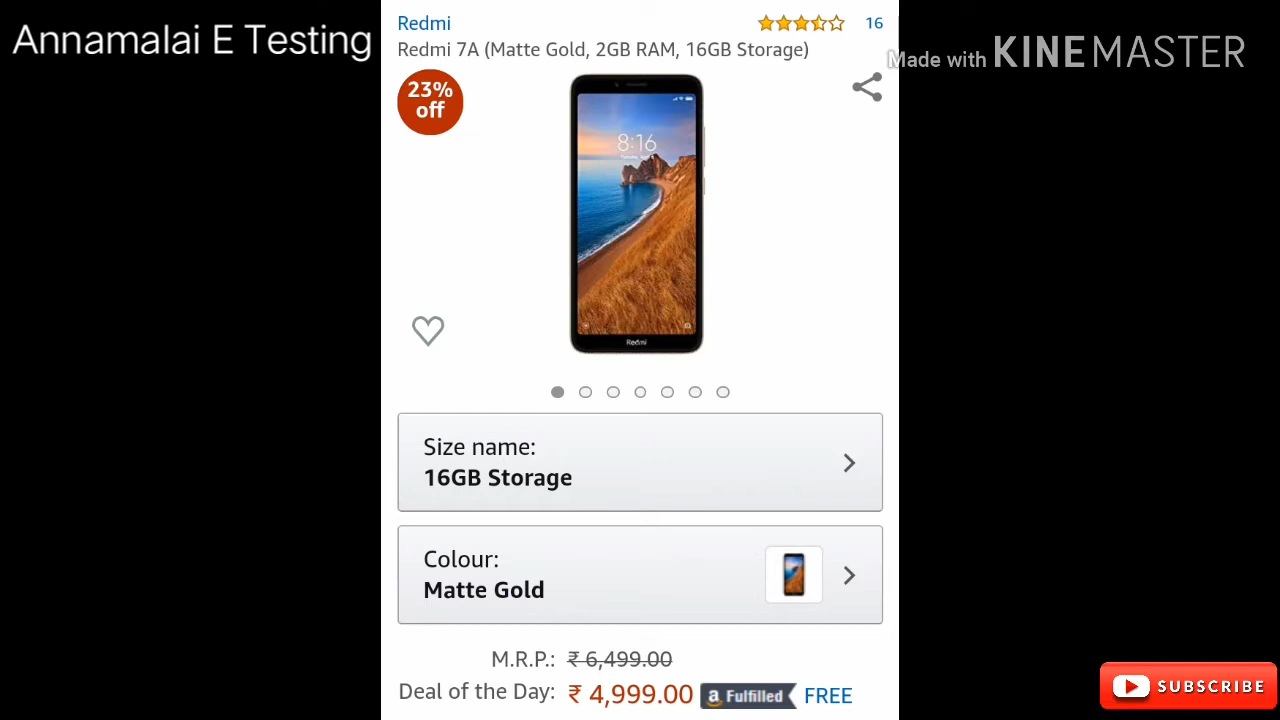 Annamalai E Testing
Made with KINEMASTER
Redmi
16
Redmi 7A (Matte Gold, 2GB RAM, 16GB Storage)
23%
off
8:16
Redmi
Size name:
16GB Storage
Colour:
Matte Gold
M.R.P.: ₹ 6,499.00
Deal of the Day: ₹ 4,999.00 a Fulfilled FREE
SUBSCRIBE